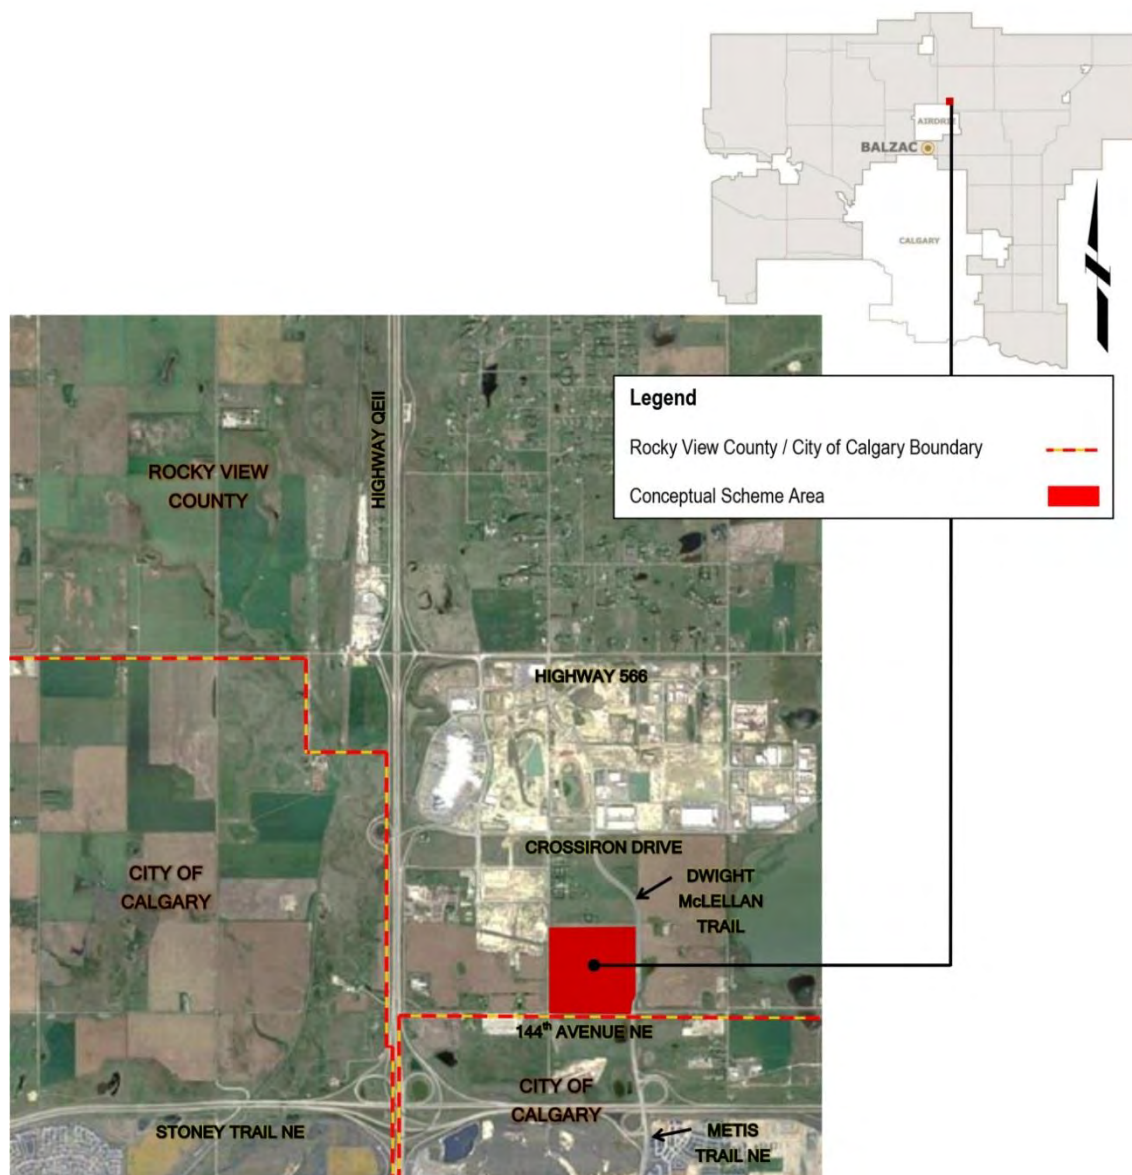 AIRDRIE
BALZAC
CALGARY
Legend
Rocky View County / City of Calgary Boundary
Conceptual Scheme Area
HIGHWAY QEII
ROCKY VIEW
COUNTY
HIGHWAY 566
CROSSIRON DRIVE
CITY OF
CALGARY
DWIGHT
McLELLAN
TRAIL
144th AVENUE NE
CITY OF
CALGARY
STONEY TRAIL NE
METIS
TRAIL NE